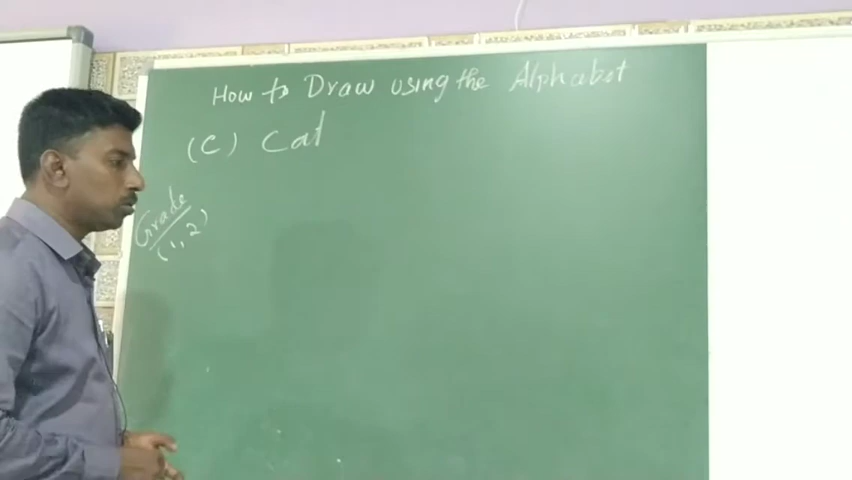 How to Draw using the Alphabet
(C) Cat
Grade
(1, 2)